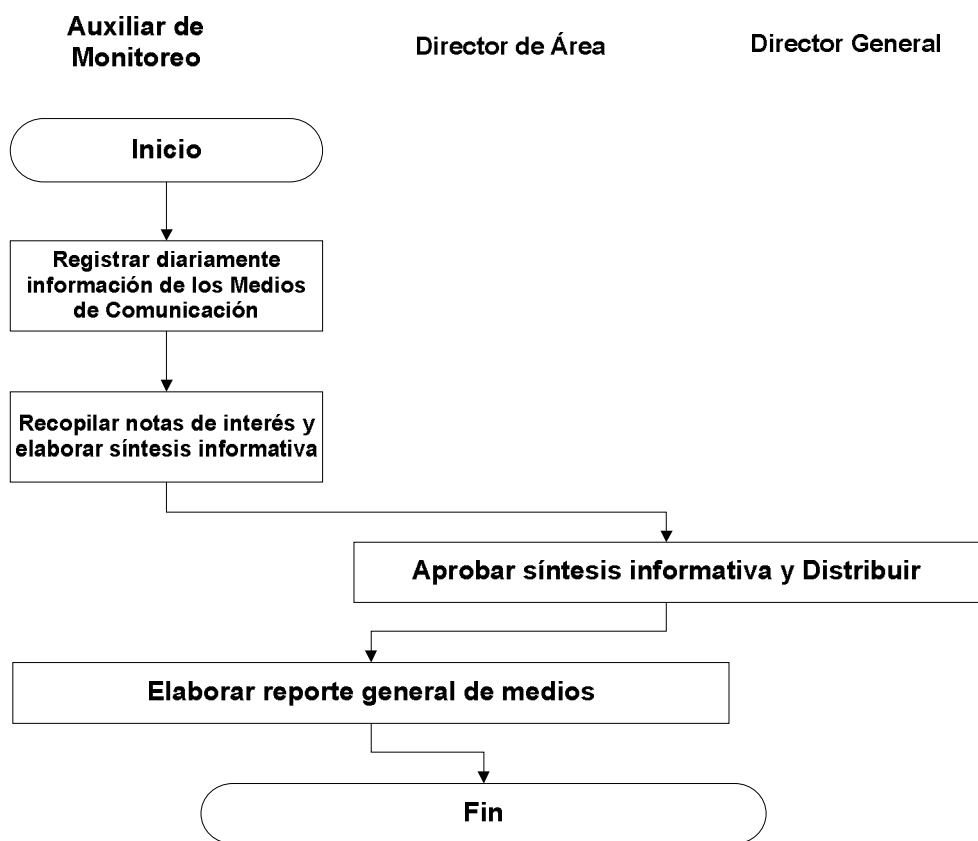 Auxiliar de
Monitoreo
Director de Área
Director General
Inicio
Registrar diariamente
información de los Medios
de Comunicación
Recopilar notas de interés y
elaborar síntesis informativa
Aprobar síntesis informativa y Distribuir
Elaborar reporte general de medios
Fin